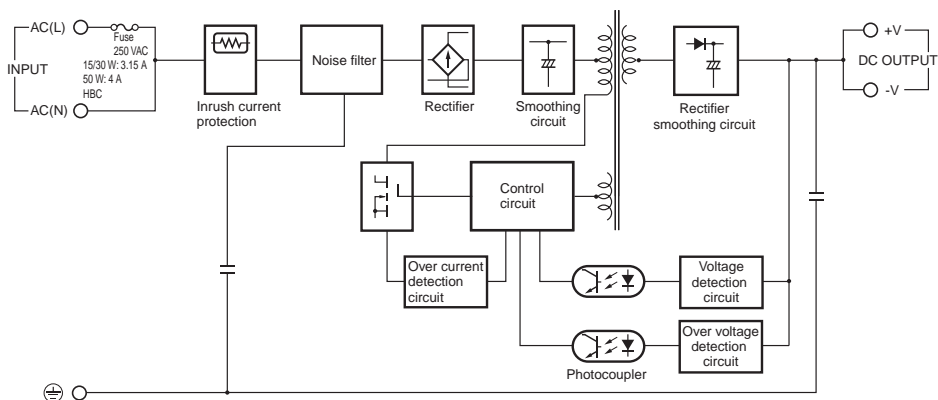 AC(L)
Fuse
250 VAC
15/30 W: 3.15 A
50 W: 4 A
HBC
INPUT
AC(N)
Inrush current
protection
Noise filter
Rectifier
Smoothing
circuit
Rectifier
smoothing circuit
+V
DC OUTPUT
-V
Control
circuit
Over current
detection
circuit
Voltage
detection
circuit
Over voltage
detection
circuit
Photocoupler